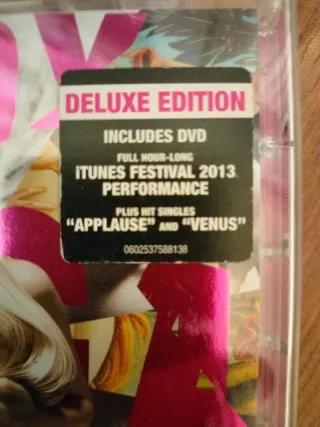 DELUXE EDITION
INCLUDES DVD
FULL HOUR-LONG
iTUNES FESTIVAL 2013
PERFORMANCE
PLUS HIT SINGLES
"APPLAUSE" AND "VENUS"
0602537588138